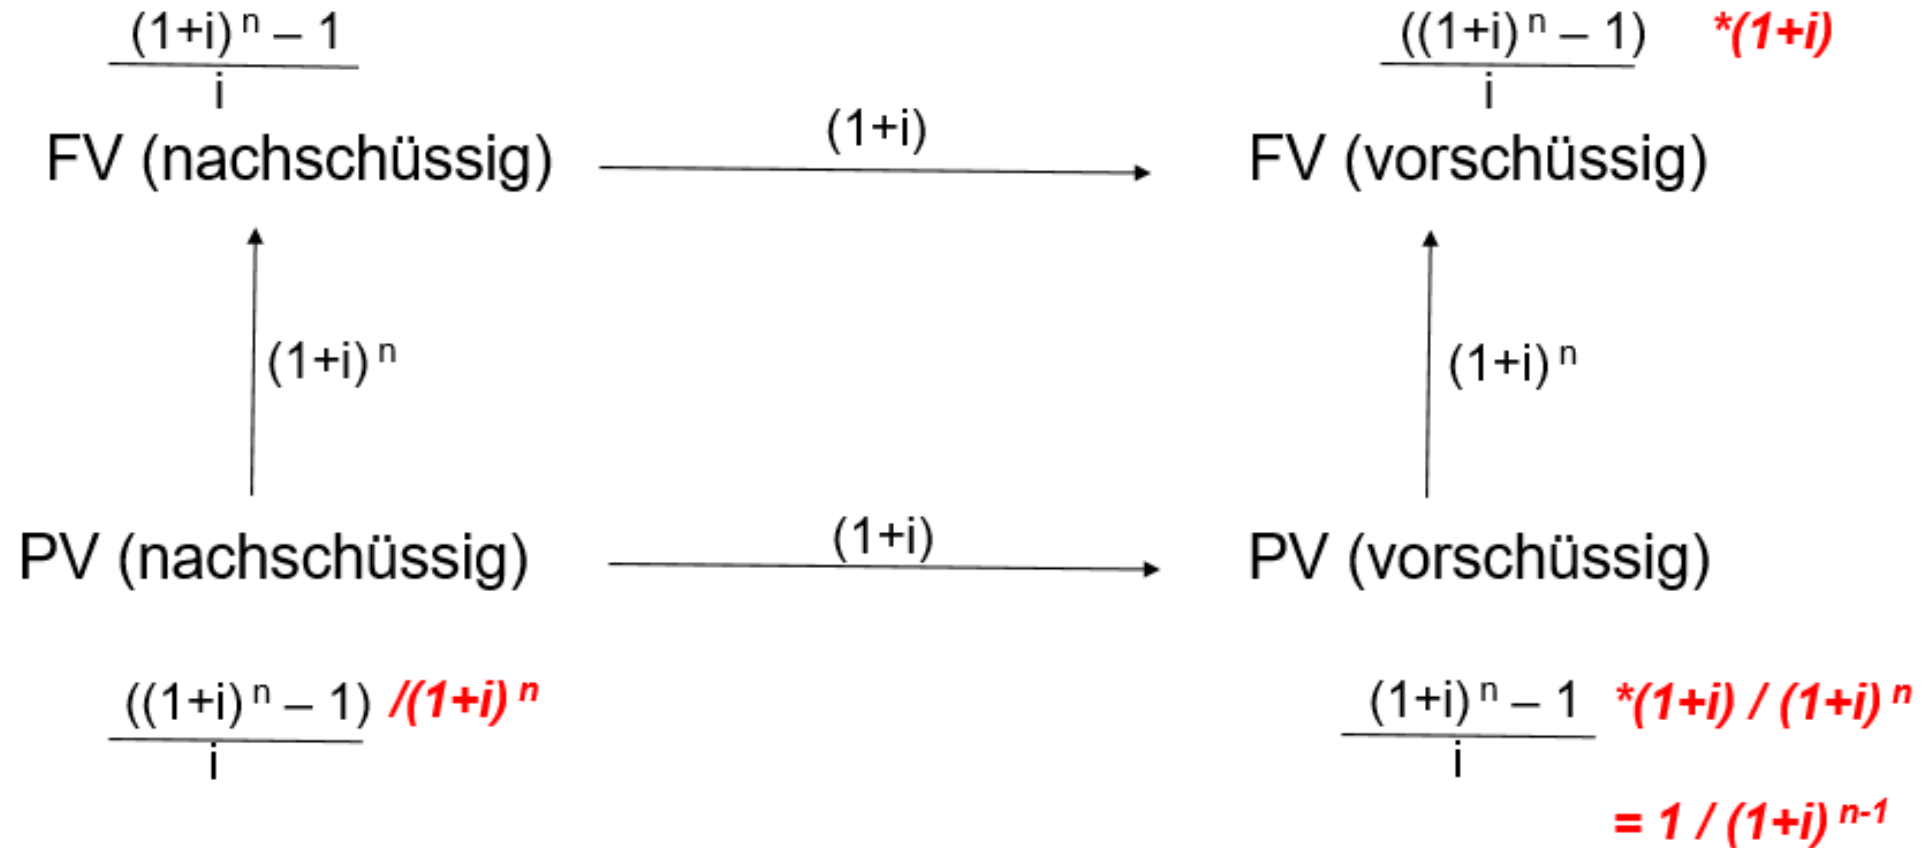 (1+i) n – 1
i
((1+i) n – 1) *(1+i)
i
FV (nachschüssig)
(1+i)
FV (vorschüssig)
(1+i) n
(1+i) n
PV (nachschüssig)
(1+i)
PV (vorschüssig)
((1+i) n – 1) /(1+i) n
i
(1+i) n – 1 *(1+i) / (1+i) n
i
= 1 / (1+i) n-1